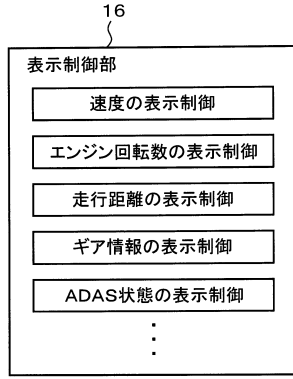 16
表示制御部
速度の表示制御
エンジン回転数の表示制御
走行距離の表示制御
ギア情報の表示制御
ADAS状態の表示制御